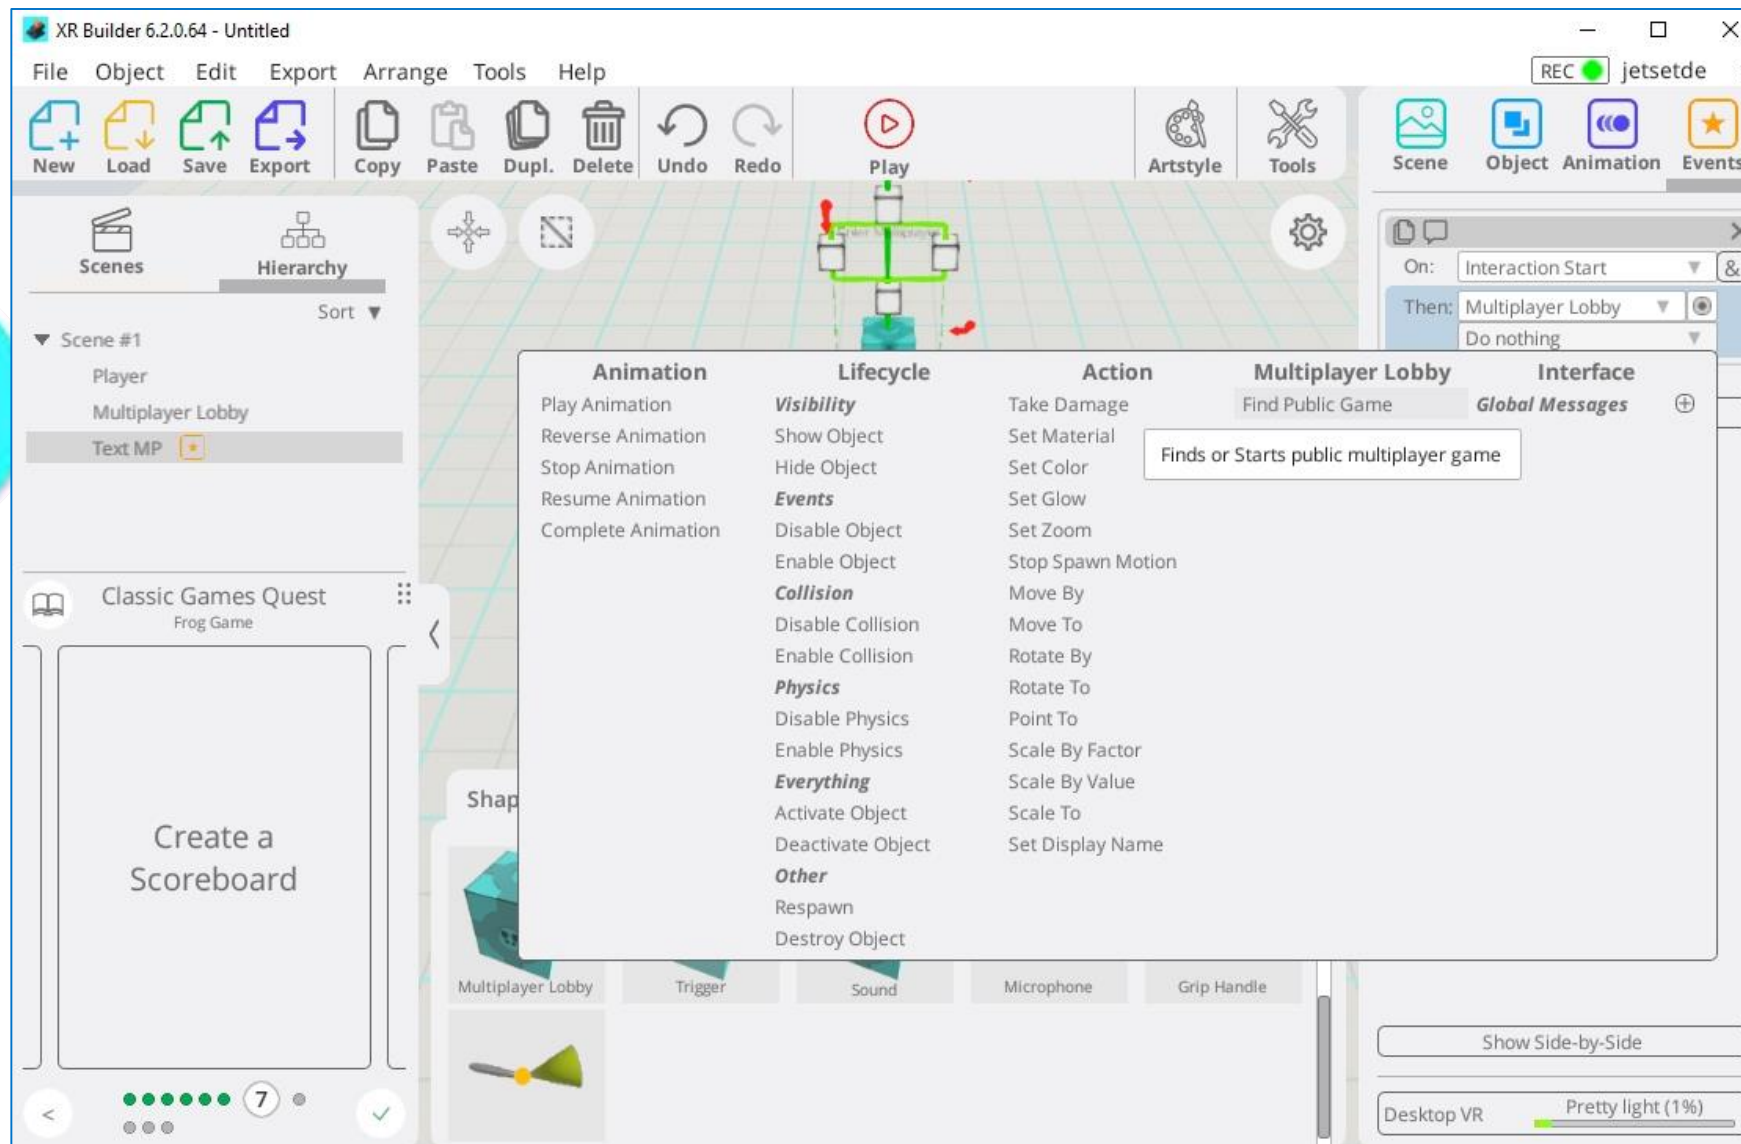 XR Builder 6.2.0.64 - Untitled
File Object Edit Export Arrange Tools Help
REC jetsetde
New Load Save Export Copy Paste Dupl. Delete Undo Redo Play Artstyle Tools
Scene Object Animation Events
Scenes Hierarchy
Sort ▼
Scene #1
Player
Multiplayer Lobby
Text MP
Classic Games Quest
Frog Game
Create a
Scoreboard
7
<
On: Interaction Start &
Then: Multiplayer Lobby
Do nothing
Animation
Play Animation
Reverse Animation
Stop Animation
Resume Animation
Complete Animation
Lifecycle
Visibility
Show Object
Hide Object
Events
Disable Object
Enable Object
Collision
Disable Collision
Enable Collision
Physics
Disable Physics
Enable Physics
Everything
Activate Object
Deactivate Object
Other
Respawn
Destroy Object
Action
Take Damage
Set Material
Set Color
Set Glow
Set Zoom
Stop Spawn Motion
Move By
Move To
Rotate By
Rotate To
Point To
Scale By Factor
Scale By Value
Scale To
Set Display Name
Multiplayer Lobby
Find Public Game
Finds or Starts public multiplayer game
Interface
Global Messages
Shap
Multiplayer Lobby Trigger Sound Microphone Grip Handle
Show Side-by-Side
Desktop VR Pretty light (1%)